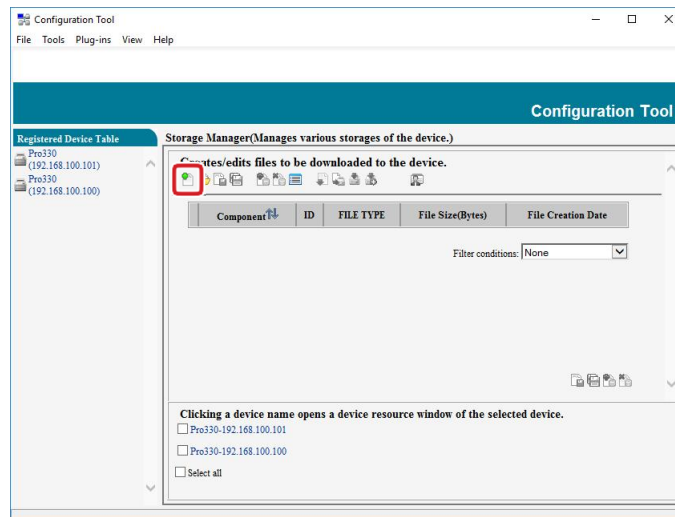 Configuration Tool
File Tools Plug-ins View Help
Configuration Tool
Registered Device Table
Pro330
(192.168.100.101)
Pro330
(192.168.100.100)
Storage Manager(Manages various storages of the device.)
Creates/edits files to be downloaded to the device.
Component ID FILE TYPE File Size(Bytes) File Creation Date
Filter conditions: None
Clicking a device name opens a device resource window of the selected device.
Pro330-192.168.100.101
Pro330-192.168.100.100
Select all